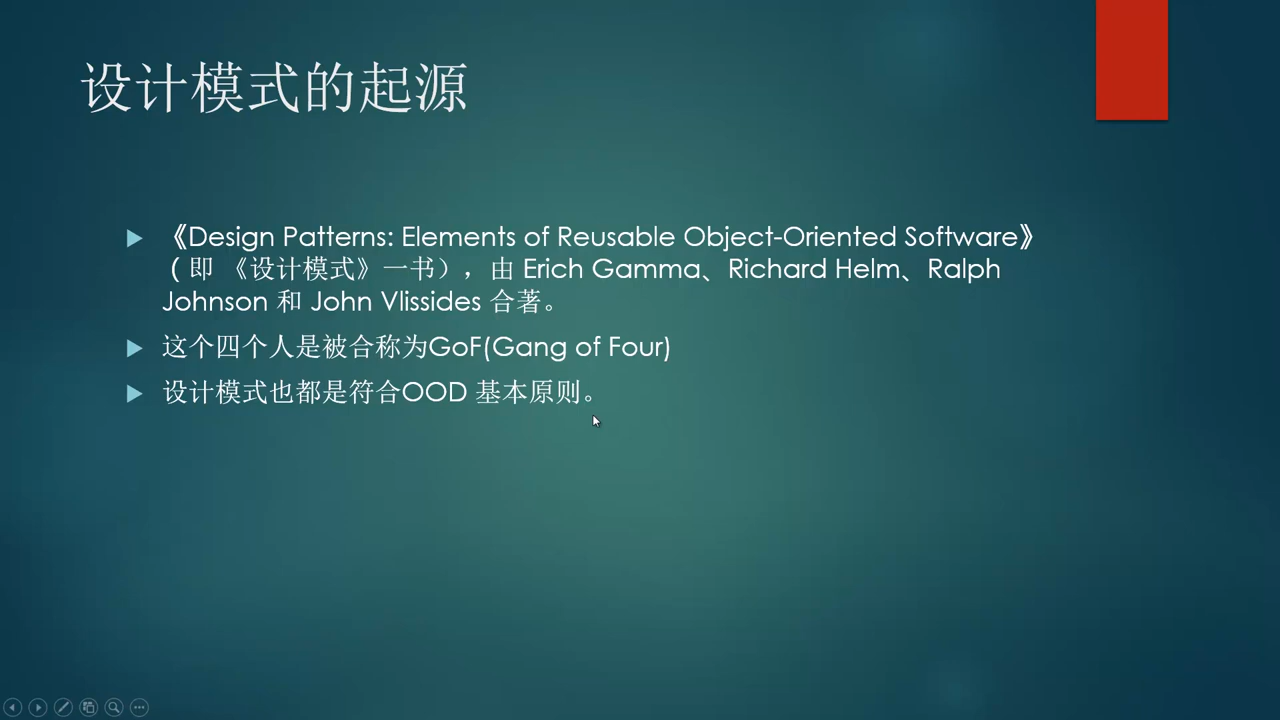 设计模式的起源
《Design Patterns: Elements of Reusable Object-Oriented Software》
（即 《设计模式》一书），由 Erich Gamma、Richard Helm、Ralph
Johnson 和 John Vlissides 合著。
这个四个人是被合称为GoF(Gang of Four)
设计模式也都是符合OOD 基本原则。